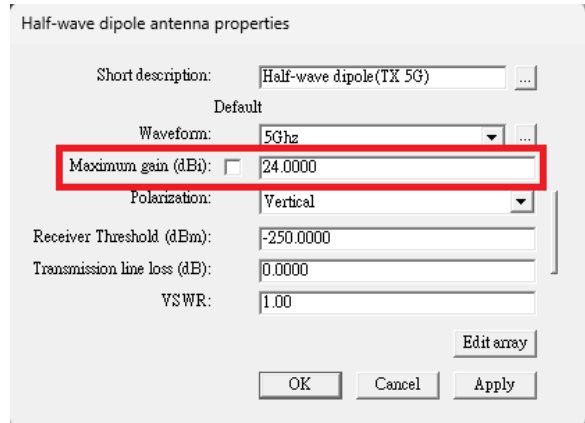 Half-wave dipole antenna properties
Short description: Half-wave dipole(TX 5G) ...
Default
Waveform: 5Ghz ...
Maximum gain (dBi): 24.0000
Polarization: Vertical
Receiver Threshold (dBm): -250.0000
Transmission line loss (dB): 0.0000
VSWR: 1.00
Edit array
OK Cancel Apply